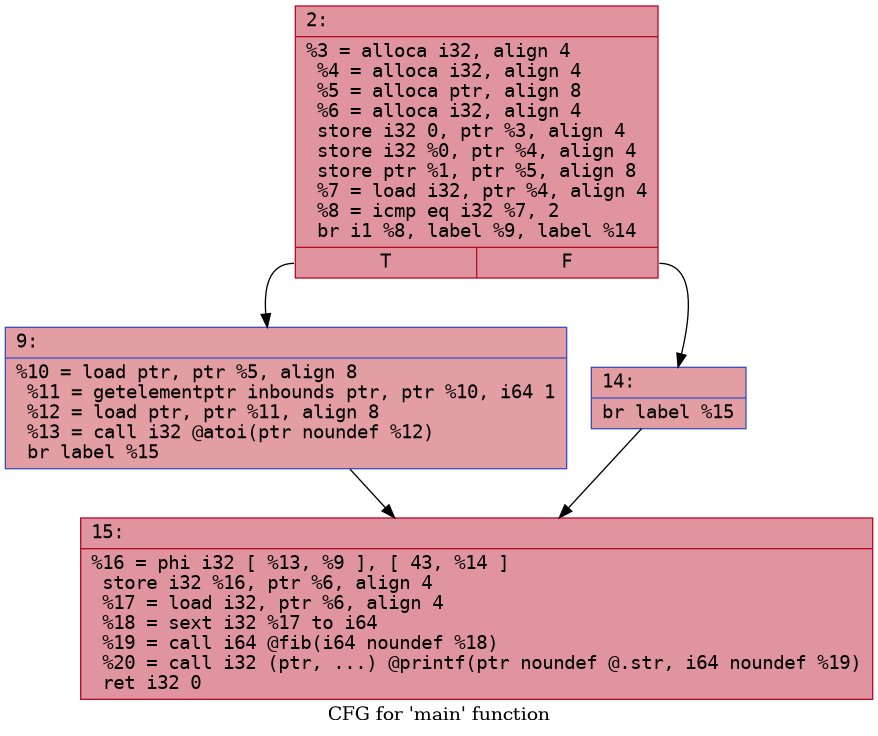 2:
%3 = alloca i32, align 4
%4 = alloca i32, align 4
%5 = alloca ptr, align 8
%6 = alloca i32, align 4
store i32 0, ptr %3, align 4
store i32 %0, ptr %4, align 4
store ptr %1, ptr %5, align 8
%7 = load i32, ptr %4, align 4
%8 = icmp eq i32 %7, 2
br i1 %8, label %9, label %14
T F
9:
%10 = load ptr, ptr %5, align 8
%11 = getelementptr inbounds ptr, ptr %10, i64 1
%12 = load ptr, ptr %11, align 8
%13 = call i32 @atoi(ptr noundef %12)
br label %15
14:
br label %15
15:
%16 = phi i32 [ %13, %9 ], [ 43, %14 ]
store i32 %16, ptr %6, align 4
%17 = load i32, ptr %6, align 4
%18 = sext i32 %17 to i64
%19 = call i64 @fib(i64 noundef %18)
%20 = call i32 (ptr, ...) @printf(ptr noundef @.str, i64 noundef %19)
ret i32 0
CFG for 'main' function